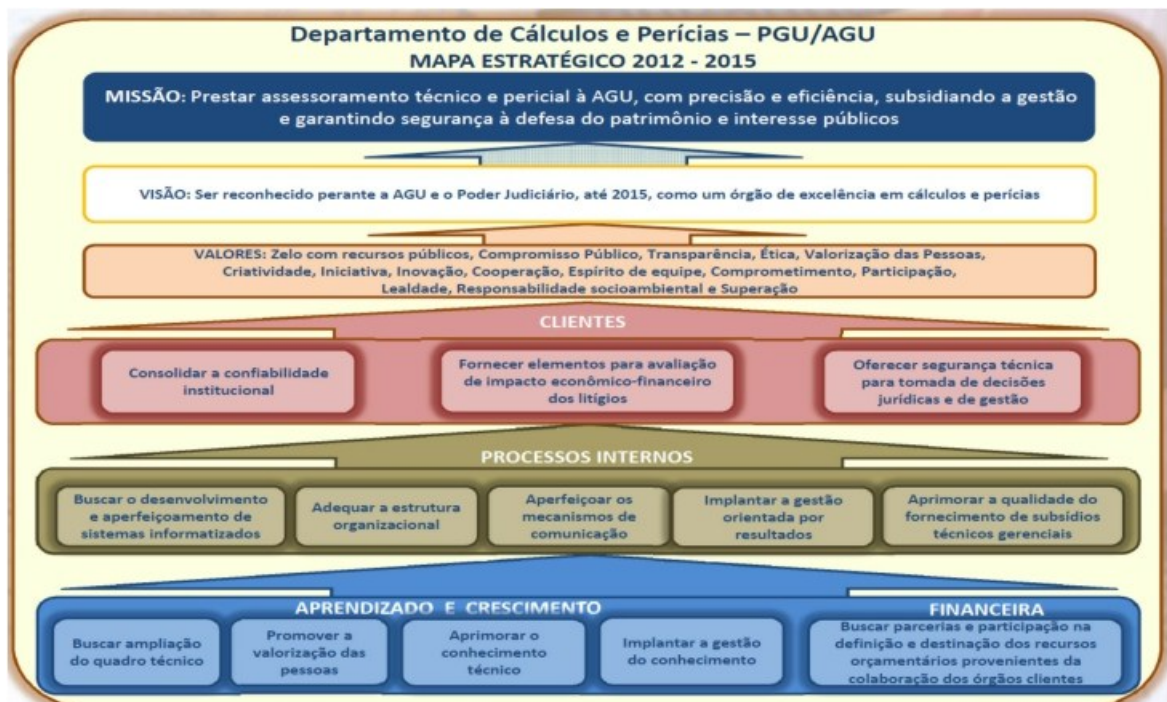 Departamento de Cálculos e Perícias – PGU/AGU
MAPA ESTRATÉGICO 2012 - 2015
MISSÃO: Prestar assessoramento técnico e pericial à AGU, com precisão e eficiência, subsidiando a gestão
e garantindo segurança à defesa do patrimônio e interesse públicos
VISÃO: Ser reconhecido perante a AGU e o Poder Judiciário, até 2015, como um órgão de excelência em cálculos e perícias
VALORES: Zelo com recursos públicos, Compromisso Público, Transparência, Ética, Valorização das Pessoas,
Criatividade, Iniciativa, Inovação, Cooperação, Espírito de equipe, Comprometimento, Participação,
Lealdade, Responsabilidade socioambiental e Superação
CLIENTES
Consolidar a confiabilidade
institucional
Fornecer elementos para avaliação
de impacto econômico-financeiro
dos litígios
Oferecer segurança técnica
para tomada de decisões
jurídicas e de gestão
PROCESSOS INTERNOS
Buscar o desenvolvimento
e aperfeiçoamento de
sistemas informatizados
Adequar a estrutura
organizacional
Aperfeiçoar os
mecanismos de
comunicação
Implantar a gestão
orientada por
resultados
Aprimorar a qualidade do
fornecimento de subsídios
técnicos gerenciais
APRENDIZADO E CRESCIMENTO
Buscar ampliação
do quadro técnico
Promover a
valorização das
pessoas
Aprimorar o
conhecimento
técnico
Implantar a gestão
do conhecimento
FINANCEIRA
Buscar parcerias e participação na
definição e destinação dos recursos
orçamentários provenientes da
colaboração dos órgãos clientes